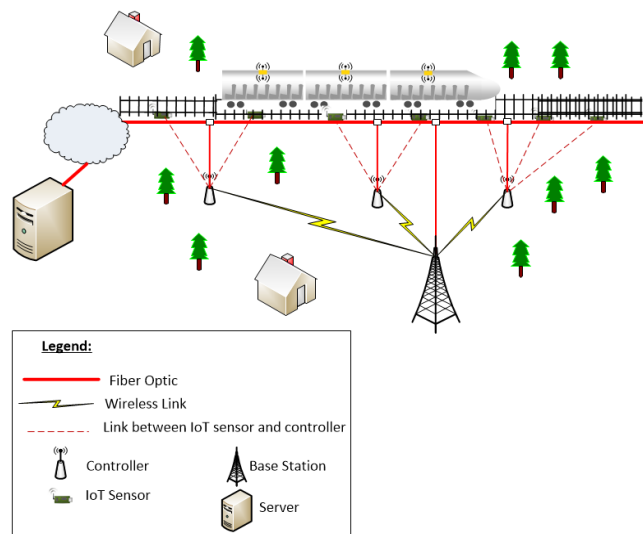 Legend:
Fiber Optic
Wireless Link
Link between IoT sensor and controller
Controller
Base Station
IoT Sensor
Server